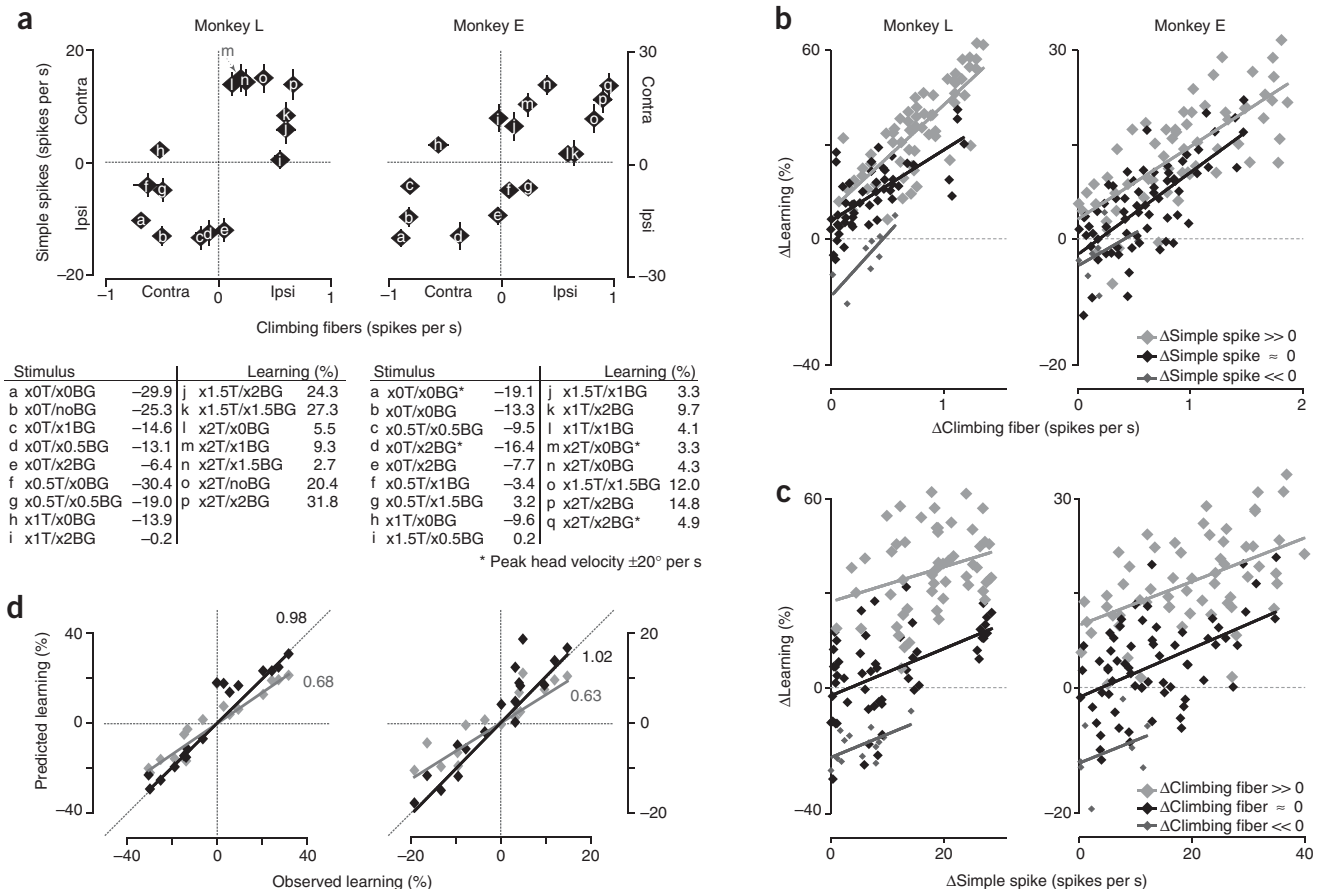 a
Monkey L
Monkey E
20
0
–20
Simple spikes (spikes per s)
Contra
Ipsi
30
0
–30
Contra
Ipsi
m
l
n
o
p
k
j
i
h
f
g
a
b
c
d
e
n
q
p
o
m
j
l
k
h
c
f
g
b
e
a
d
–1
Contra
0
Ipsi
1
–1
Contra
0
Ipsi
1
Climbing fibers (spikes per s)
Stimulus Learning (%)
a x0T/x0BG –29.9 j x1.5T/x2BG 24.3
b x0T/noBG –25.3 k x1.5T/x1.5BG 27.3
c x0T/x1BG –14.6 l x2T/x0BG 5.5
d x0T/x0.5BG –13.1 m x2T/x1BG 9.3
e x0T/x2BG –6.4 n x2T/x1.5BG 2.7
f x0.5T/x0BG –30.4 o x2T/noBG 20.4
g x0.5T/x0.5BG –19.0 p x2T/x2BG 31.8
h x1T/x0BG –13.9
i x1T/x2BG –0.2
Stimulus Learning (%)
a x0T/x0BG* –19.1 j x1.5T/x1BG 3.3
b x0T/x0BG –13.3 k x1T/x2BG 9.7
c x0.5T/x0.5BG –9.5 l x1T/x1BG 4.1
d x0T/x2BG* –16.4 m x2T/x0BG* 3.3
e x0T/x2BG –7.7 n x2T/x0BG 4.3
f x0.5T/x1BG –3.4 o x1.5T/x1.5BG 12.0
g x0.5T/x1.5BG 3.2 p x2T/x2BG 14.8
h x1T/x0BG –9.6 q x2T/x2BG* 4.9
i x1.5T/x0.5BG 0.2
* Peak head velocity ±20° per s
b
Monkey L
Monkey E
60
0
–40
ΔLearning (%)
30
0
–20
ΔSimple spike >> 0
ΔSimple spike ≈ 0
ΔSimple spike << 0
0
1
0
1
2
ΔClimbing fiber (spikes per s)
c
60
0
–40
ΔLearning (%)
30
0
–20
ΔClimbing fiber >> 0
ΔClimbing fiber ≈ 0
ΔClimbing fiber << 0
0
20
0
20
40
ΔSimple spike (spikes per s)
d
0.98
0.68
1.02
0.63
40
0
–40
Predicted learning (%)
20
0
–20
–40
0
40
–20
0
20
Observed learning (%)